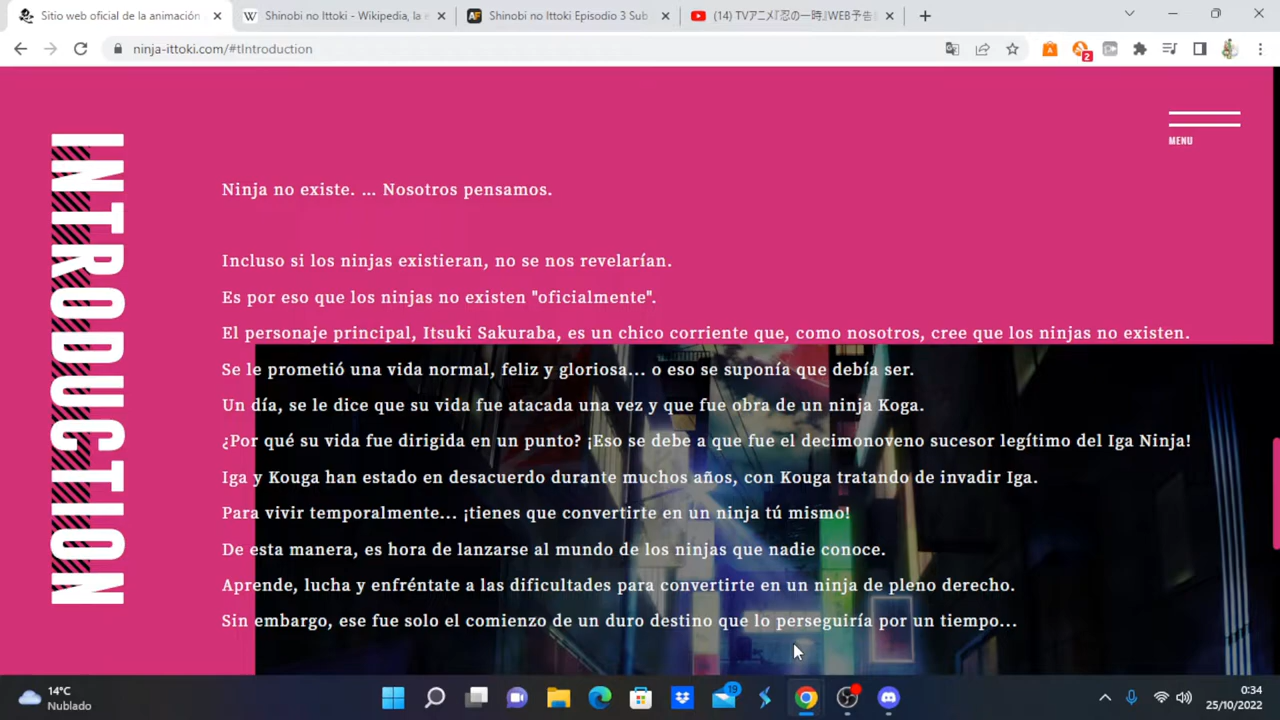 Sitio web oficial de la animación
Shinobi no Ittoki - Wikipedia, la e
Shinobi no Ittoki Episodio 3 Sub
(14) TVアニメ『忍の一時』WEB予告
ninja-ittoki.com/#tIntroduction
2
MENU
INTRODUCTION
Ninja no existe. ... Nosotros pensamos.
Incluso si los ninjas existieran, no se nos revelarían.
Es por eso que los ninjas no existen "oficialmente".
El personaje principal, Itsuki Sakuraba, es un chico corriente que, como nosotros, cree que los ninjas no existen.
Se le prometió una vida normal, feliz y gloriosa... o eso se suponía que debía ser.
Un día, se le dice que su vida fue atacada una vez y que fue obra de un ninja Koga.
¿Por qué su vida fue dirigida en un punto? ¡Eso se debe a que fue el decimonoveno sucesor legítimo del Iga Ninja!
Iga y Kouga han estado en desacuerdo durante muchos años, con Kouga tratando de invadir Iga.
Para vivir temporalmente... ¡tienes que convertirte en un ninja tú mismo!
De esta manera, es hora de lanzarse al mundo de los ninjas que nadie conoce.
Aprende, lucha y enfréntate a las dificultades para convertirte en un ninja de pleno derecho.
Sin embargo, ese fue solo el comienzo de un duro destino que lo perseguiría por un tiempo...
14°C
Nublado
19
0:34
25/10/2022